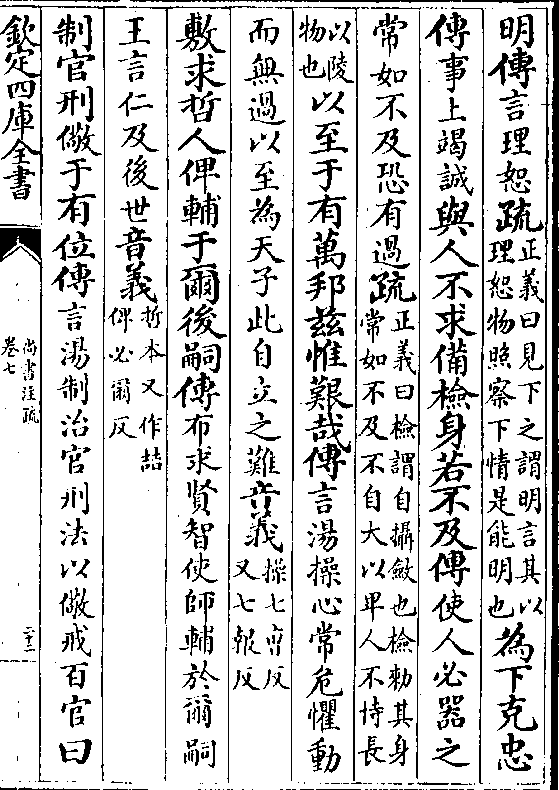 明傳言理恕疏正義曰見下之謂明言其以
理恕物照察下情是能明也為下克忠
傳事上竭誠與人不求備檢身若不及傳使人必器之
常如不及恐有過疏正義曰檢謂自攝斂也檢勑其身
常如不及不自大以卑人不恃長
以陵
物也以至于有萬邦茲惟艱哉傳言湯操心常危懼動
而無過以至為天子此自立之難音義操七曹反
又七報反
敷求哲人俾輔于爾後嗣傳布求賢智使師輔於爾嗣
王言仁及後世音義哲本又作喆
俾必爾反
制官刑儆于有位傳言湯制治官刑法以儆戒百官曰
欽定四庫全書
尚書注疏
卷七
二十二